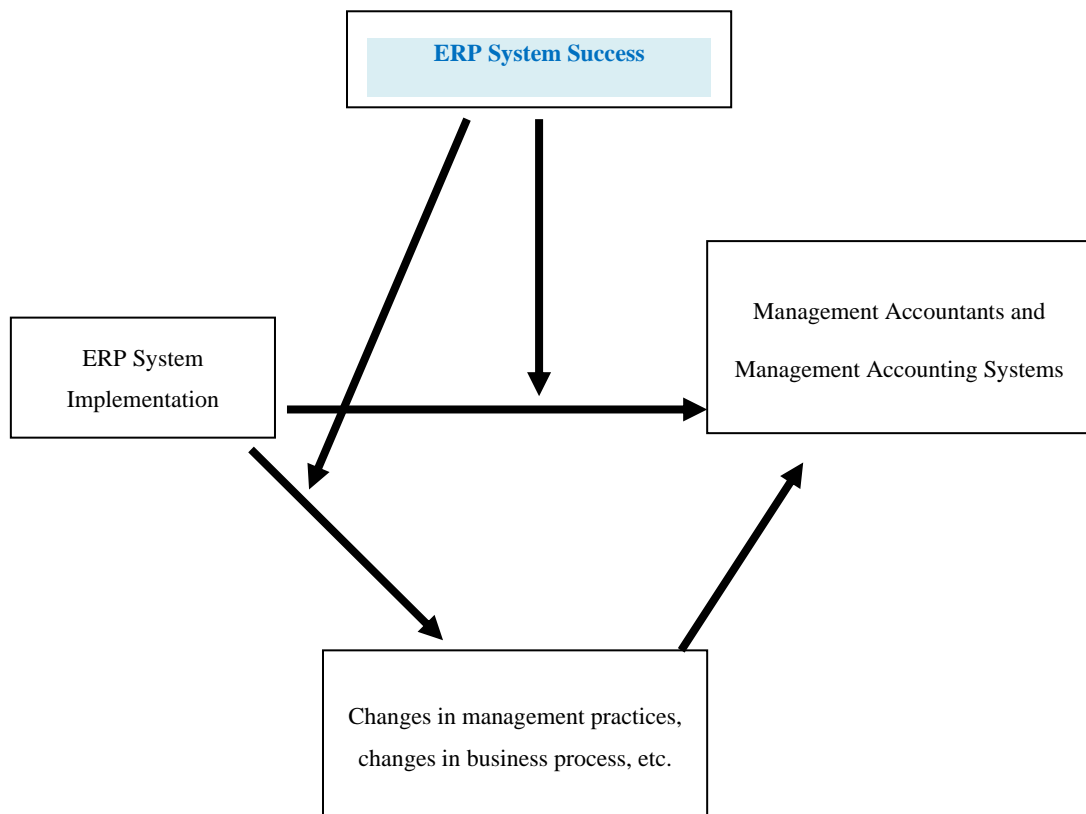 ERP System Success
Management Accountants and
Management Accounting Systems
ERP System
Implementation
Changes in management practices,
changes in business process, etc.